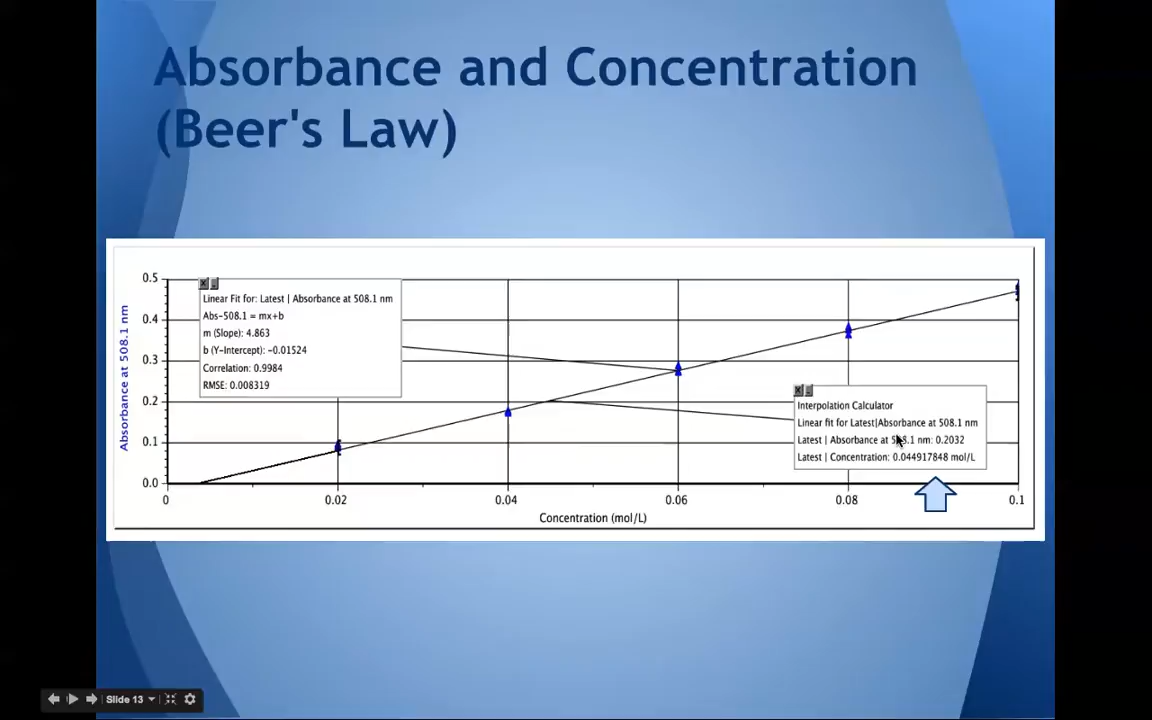 Absorbance and Concentration
(Beer's Law)
Absorbance at 508.1 nm
0.5
0.4
0.3
0.2
0.1
0.0
Linear Fit for: Latest | Absorbance at 508.1 nm
Abs-508.1 = mx+b
m (Slope): 4.863
b (Y-Intercept): -0.01524
Correlation: 0.9984
RMSE: 0.008319
Interpolation Calculator
Linear fit for Latest|Absorbance at 508.1 nm
Latest | Absorbance at 508.1 nm: 0.2032
Latest | Concentration: 0.044917848 mol/L
0
0.02
0.04
0.06
0.08
0.1
Concentration (mol/L)
Slide 13